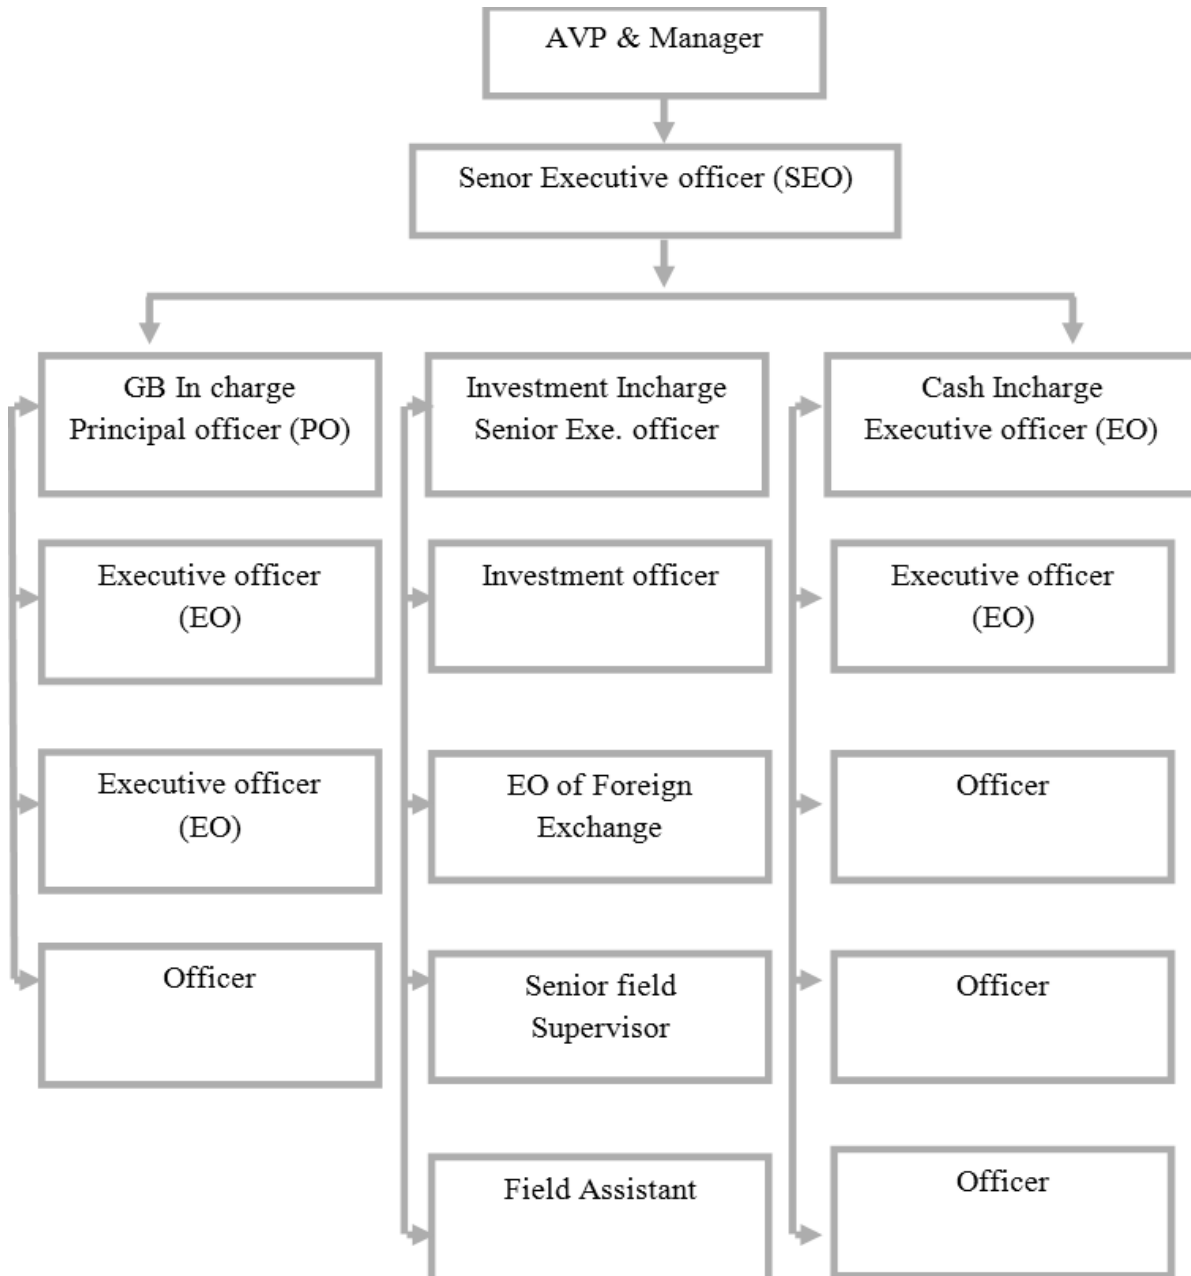 AVP & Manager
Senor Executive officer (SEO)
GB In charge
Principal officer (PO)
Investment Incharge
Senior Exe. officer
Cash Incharge
Executive officer (EO)
Executive officer
(EO)
Investment officer
Executive officer
(EO)
Executive officer
(EO)
EO of Foreign
Exchange
Officer
Officer
Senior field
Supervisor
Officer
Field Assistant
Officer